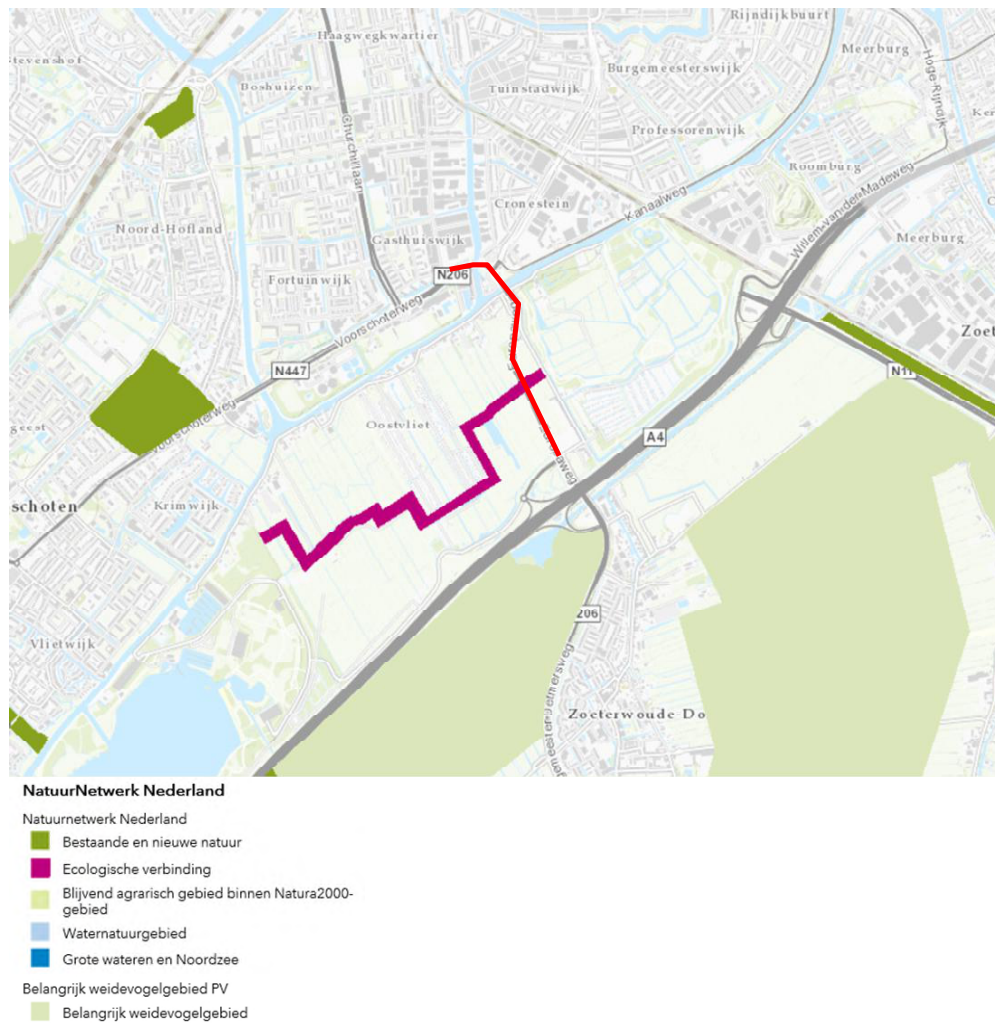 Rijndijkbuurt
Haagwegkwartier
Meerburg
Stevenshof
Burgemeesterswijk
Hoge-Rijndijk
Boshuizen
Tuinstadwijk
Churchilllaan
Professorenwijk
Roomburg
Cronestein
Kanaalweg
Willem-van-der-Madeweg
Noord-Hofland
Gasthuiswijk
Meerburg
N206
Fortuinwijk
Voorschoterweg
Zoet
N447
N11
geest
Voorschoterweg
Oostvliet
A4
schoten
Krimwijk
206
Vlietwijk
Zoeterwoude Do
gemeester-Detmersweg
NatuurNetwerk Nederland
Natuurnetwerk Nederland
Bestaande en nieuwe natuur
Ecologische verbinding
Blijvend agrarisch gebied binnen Natura2000-
gebied
Waternatuurgebied
Grote wateren en Noordzee
Belangrijk weidevogelgebied PV
Belangrijk weidevogelgebied